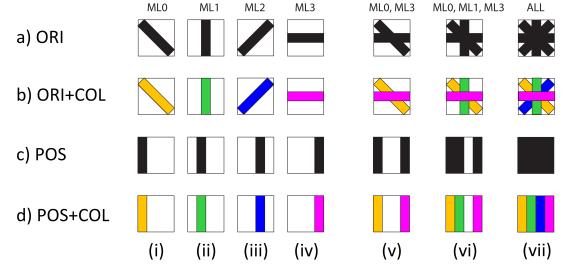 ML0 ML1 ML2 ML3 ML0, ML3 ML0, ML1, ML3 ALL
a) ORI
b) ORI+COL
c) POS
d) POS+COL
(i) (ii) (iii) (iv) (v) (vi) (vii)